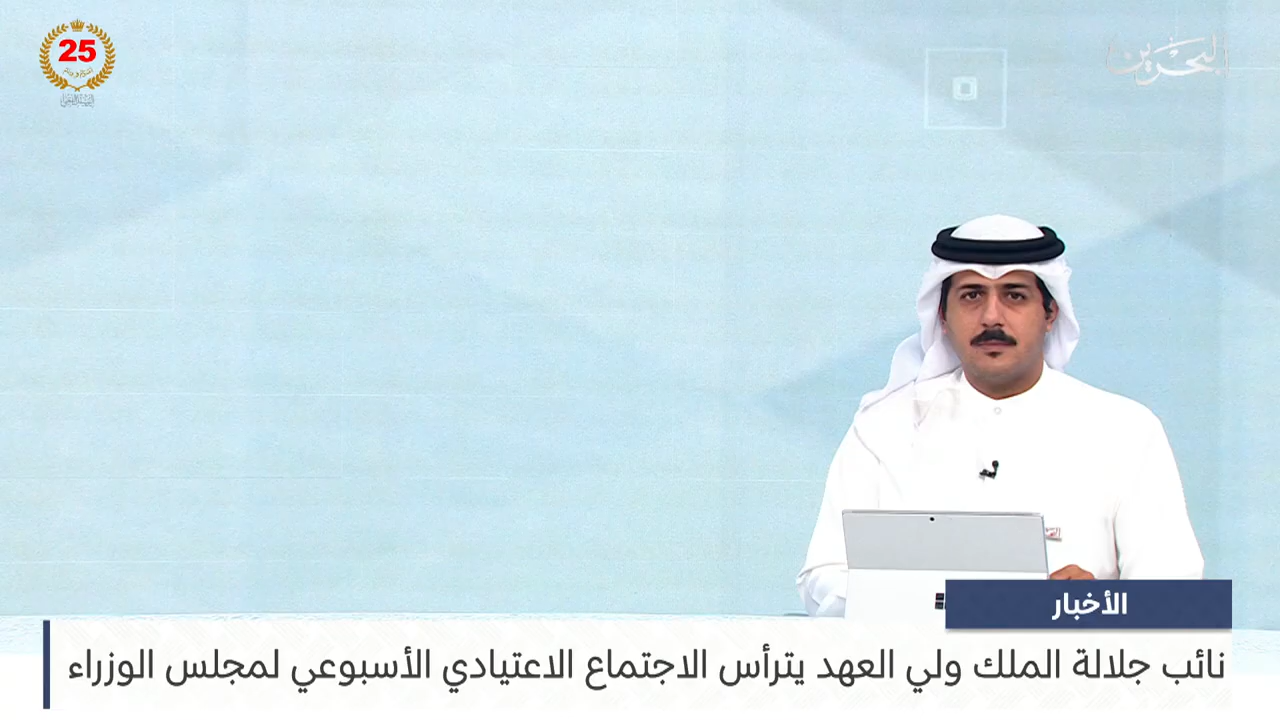 25
البحرين
الأخبار
نائب جلالة الملك ولي العهد يترأس الاجتماع الاعتيادي الأسبوعي لمجلس الوزراء